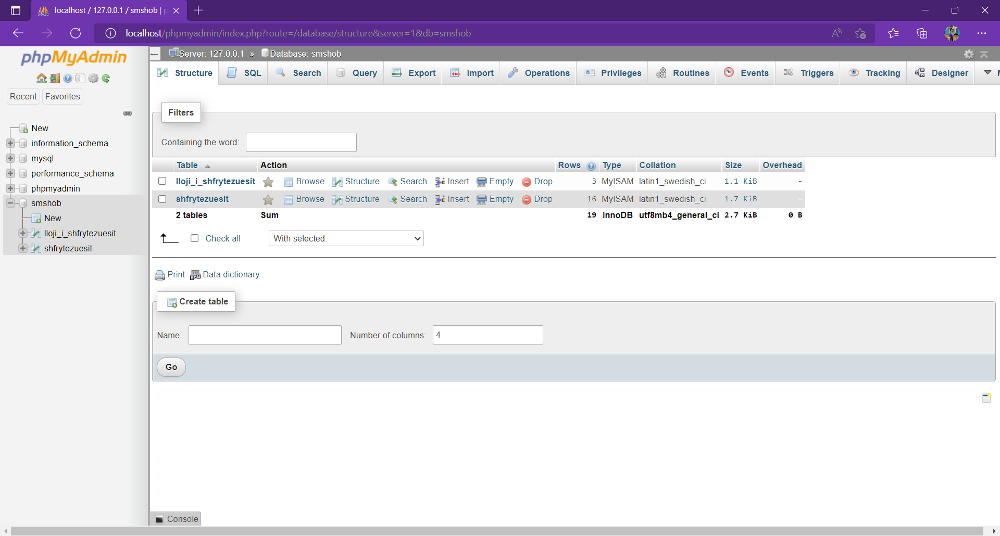 localhost / 127.0.0.1 / smshob |
localhost/phpmyadmin/index.php?route=/database/structure&server=1&db=smshob
phpMyAdmin
Server: 127.0.0.1 » Database: smshob
Structure SQL Search Query Export Import Operations Privileges Routines Events Triggers Tracking Designer
Recent Favorites
New
information_schema
mysql
performance_schema
phpmyadmin
smshob
New
lloji_i_shfrytezuesit
shfrytezuesit
Filters
Containing the word:
Table Action Rows Type Collation Size Overhead
lloji_i_shfrytezuesit Browse Structure Search Insert Empty Drop 3 MyISAM latin1_swedish_ci 1.1 KiB -
shfrytezuesit Browse Structure Search Insert Empty Drop 16 MyISAM latin1_swedish_ci 1.7 KiB -
2 tables Sum 19 InnoDB utf8mb4_general_ci 2.7 KiB 0 B
Check all With selected:
Print Data dictionary
Create table
Name: Number of columns: 4
Go
Console